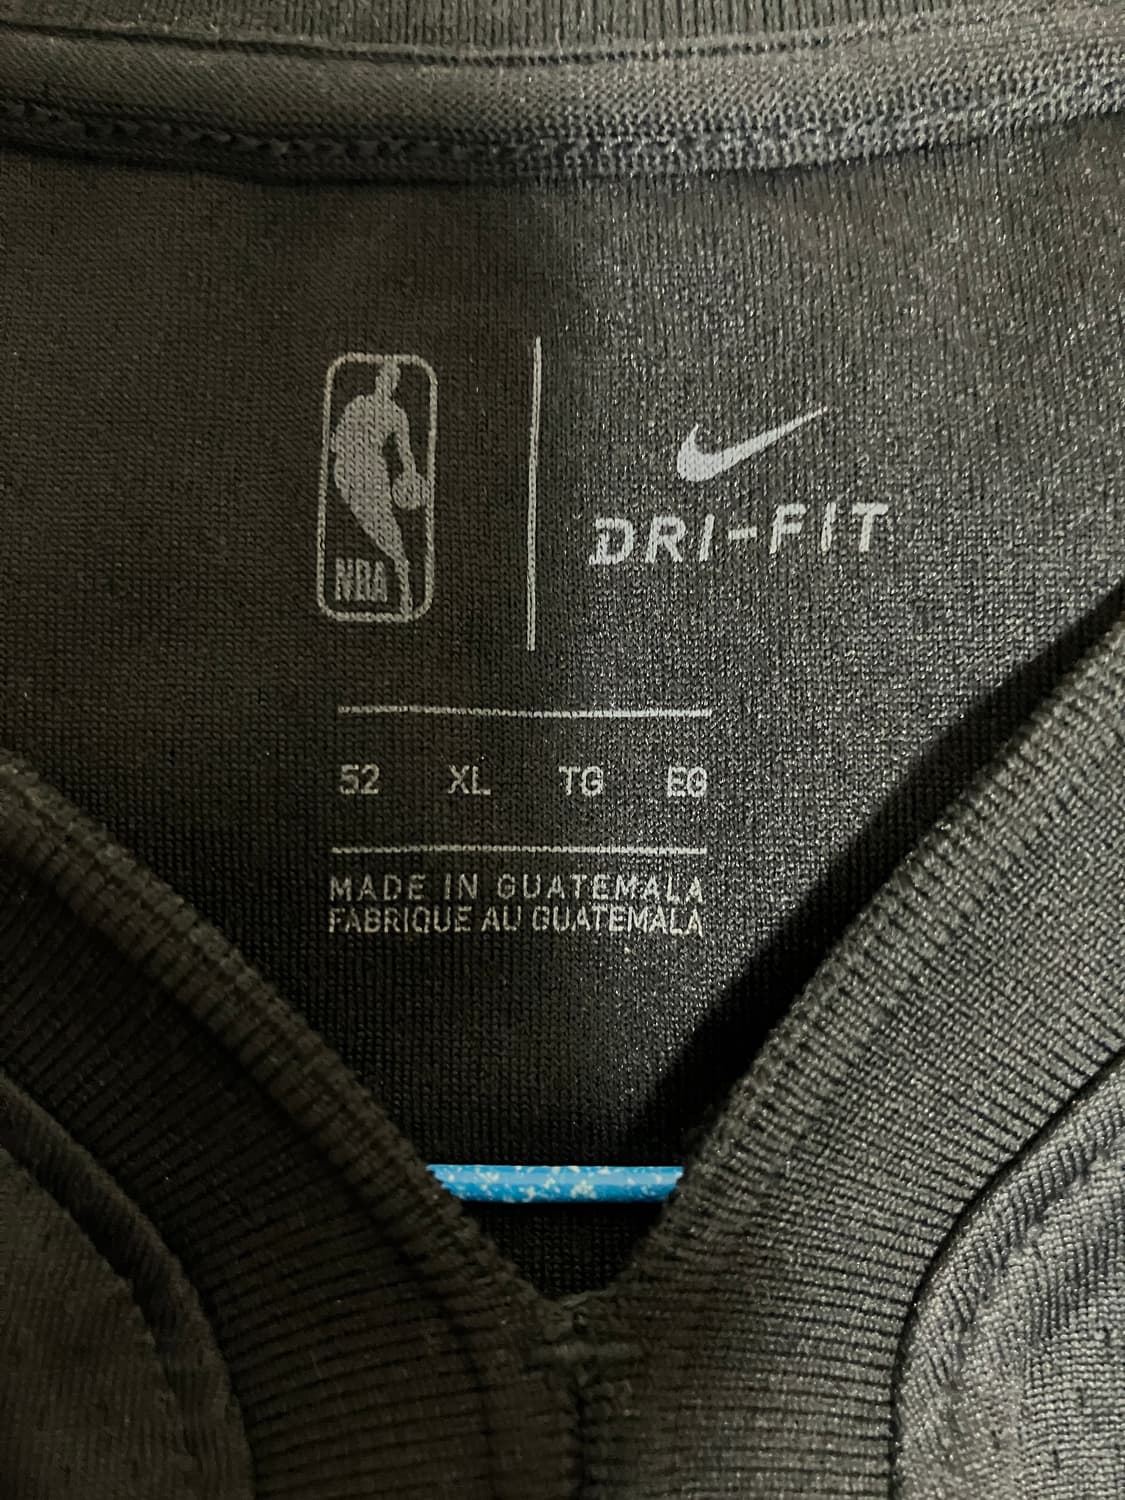 NBA
DRI-FIT
52 XL TG EG
MADE IN GUATEMALA
FABRIQUE AU GUATEMALA